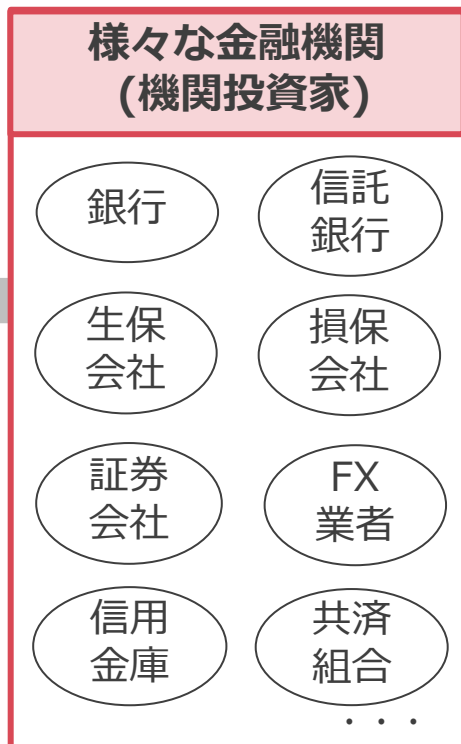 様々な金融機関
(機関投資家)
銀行
信託
銀行
生保
会社
損保
会社
証券
会社
FX
業者
信用
金庫
共済
組合
・・・